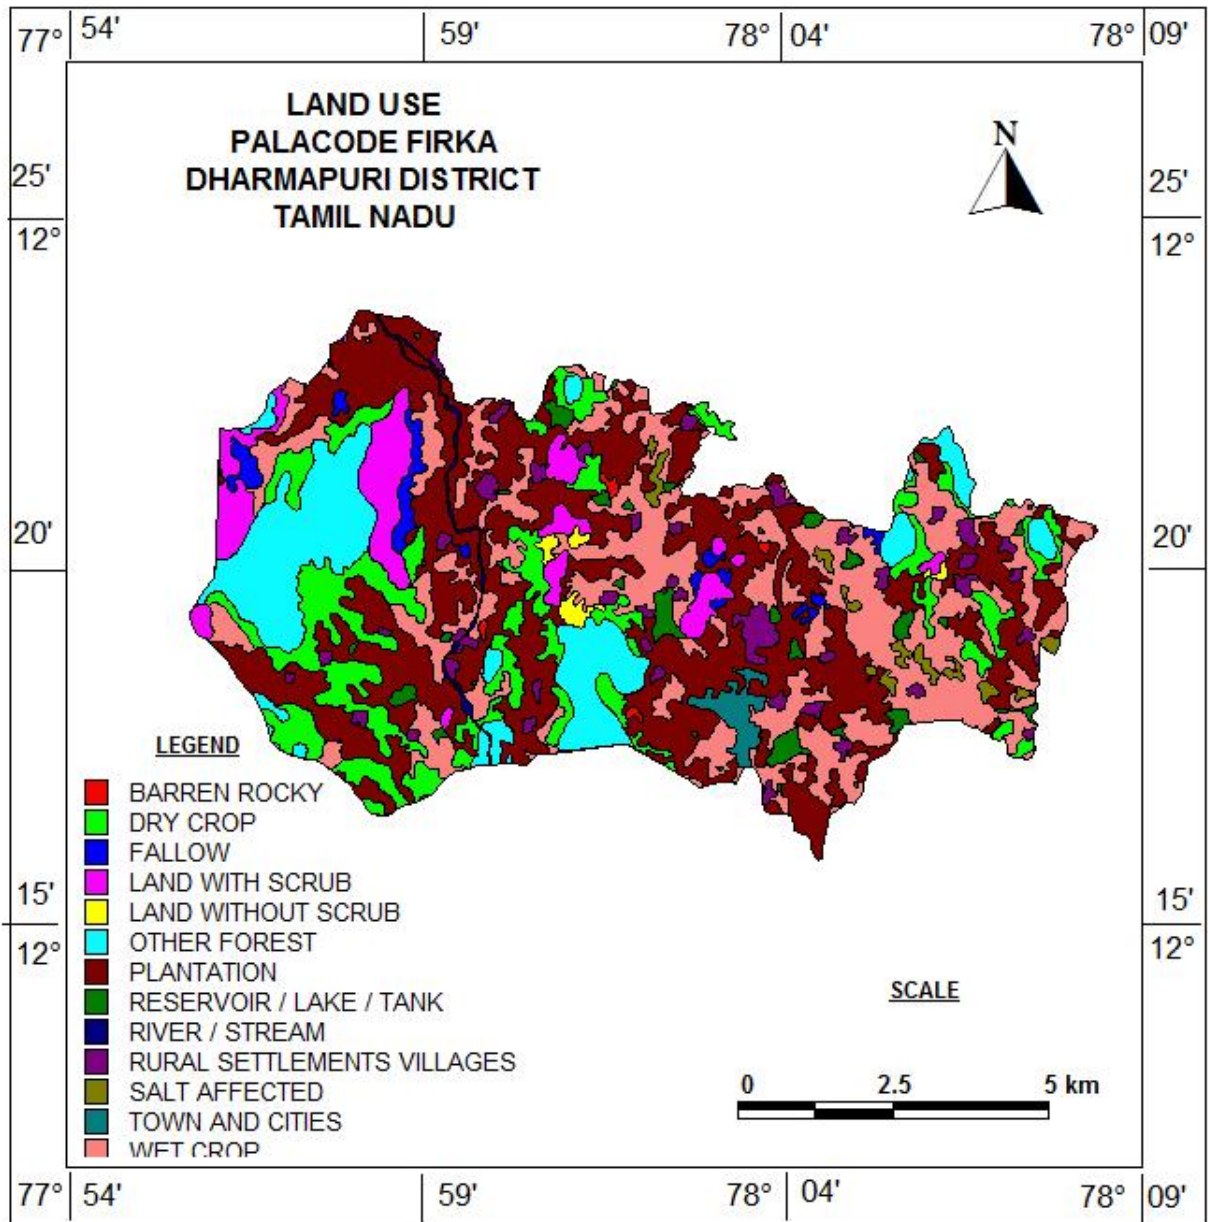 77° 54' 59' 78° 04' 78° 09'
LAND USE
PALACODE FIRKA
DHARMAPURI DISTRICT
TAMIL NADU
N
25' 25'
12° 12°
20' 20'
LEGEND
BARREN ROCKY
DRY CROP
FALLOW
LAND WITH SCRUB
LAND WITHOUT SCRUB
OTHER FOREST
PLANTATION
RESERVOIR / LAKE / TANK
RIVER / STREAM
RURAL SETTLEMENTS VILLAGES
SALT AFFECTED
TOWN AND CITIES
WET CROP
15' 15'
12° 12°
SCALE
0 2.5 5 km
77° 54' 59' 78° 04' 78° 09'